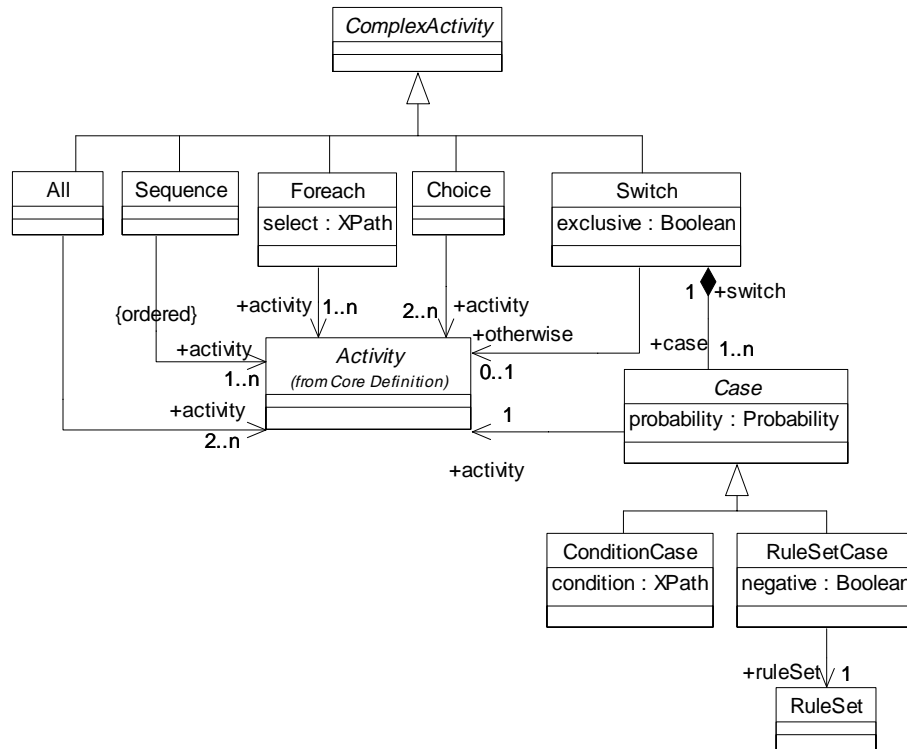 ComplexActivity
All
Sequence
Foreach
select : XPath
Choice
Switch
exclusive : Boolean
{ordered}
+activity
1..n
+activity
2..n
+activity
1..n
+activity
2..n
+otherwise
0..1
1
+switch
+case
1..n
Activity
(from Core Definition)
Case
probability : Probability
1
+activity
ConditionCase
condition : XPath
RuleSetCase
negative : Boolean
+ruleSet
1
RuleSet